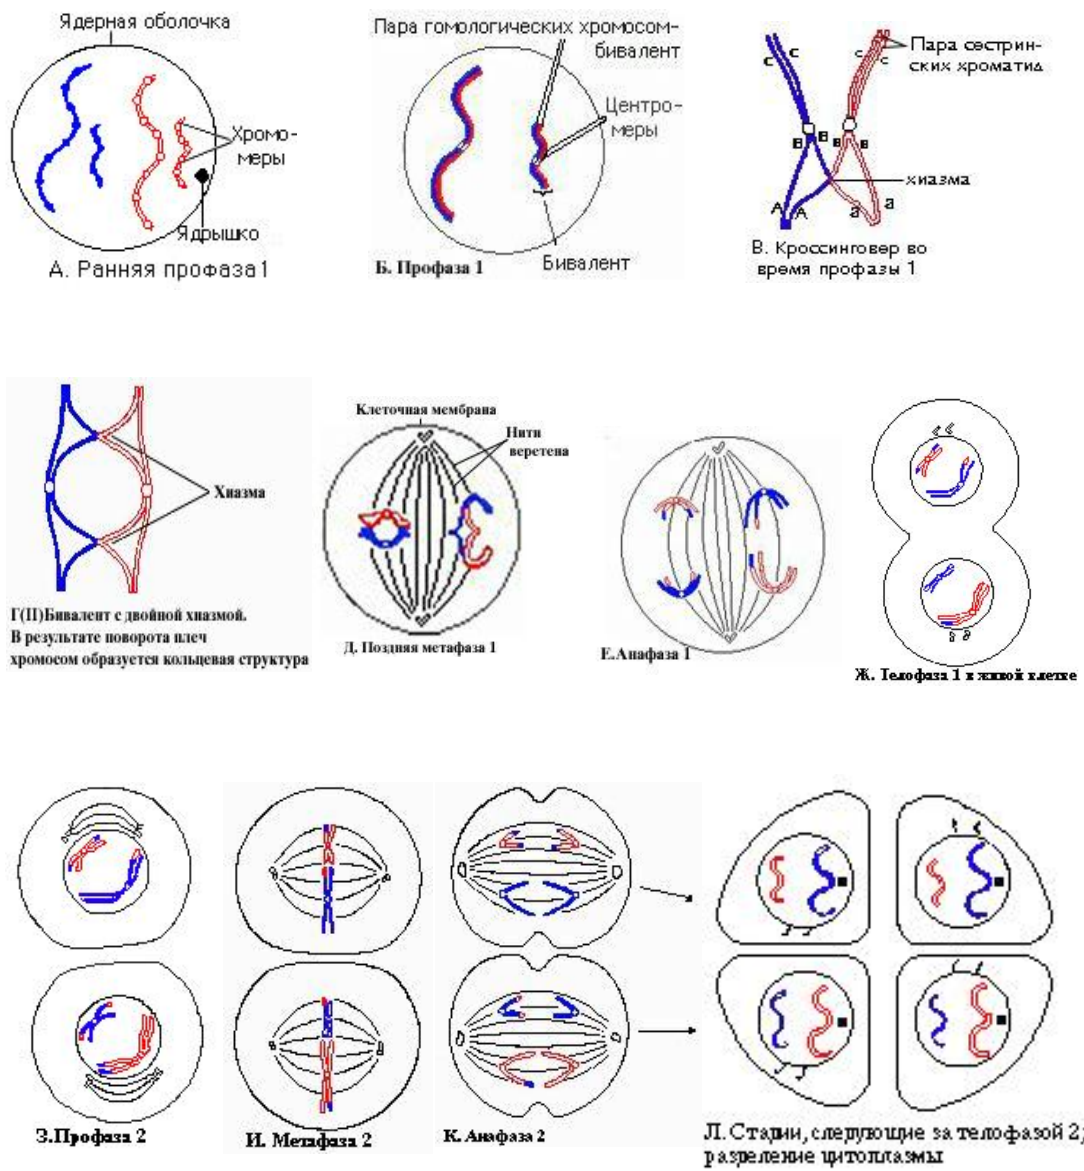 Ядерная оболочка
Хромо-
меры
Ядрышко
А. Ранняя профаза1
Пара гомологических хромосом-
бивалент
Центро-
меры
Бивалент
Б. Профаза 1
Пара сестрин-
ских хроматид
c
c
c
c
В
В
в
в
хиазма
А
А
а
а
В. Кроссинговер во
время профазы 1
Хиазма
Г(II)Бивалент с двойной хиазмой.
В результате поворота плеч
хромосом образуется кольцевая структура
Клеточная мембрана
Нити
веретена
Д. Поздняя метафаза 1
Е.Анафаза 1
Ж. Телофаза 1 в живой клетке
З.Профаза 2
И. Метафаза 2
К. Анафаза 2
Л. Стадии, следующие за телофазой 2;
разделение цитоплазмы